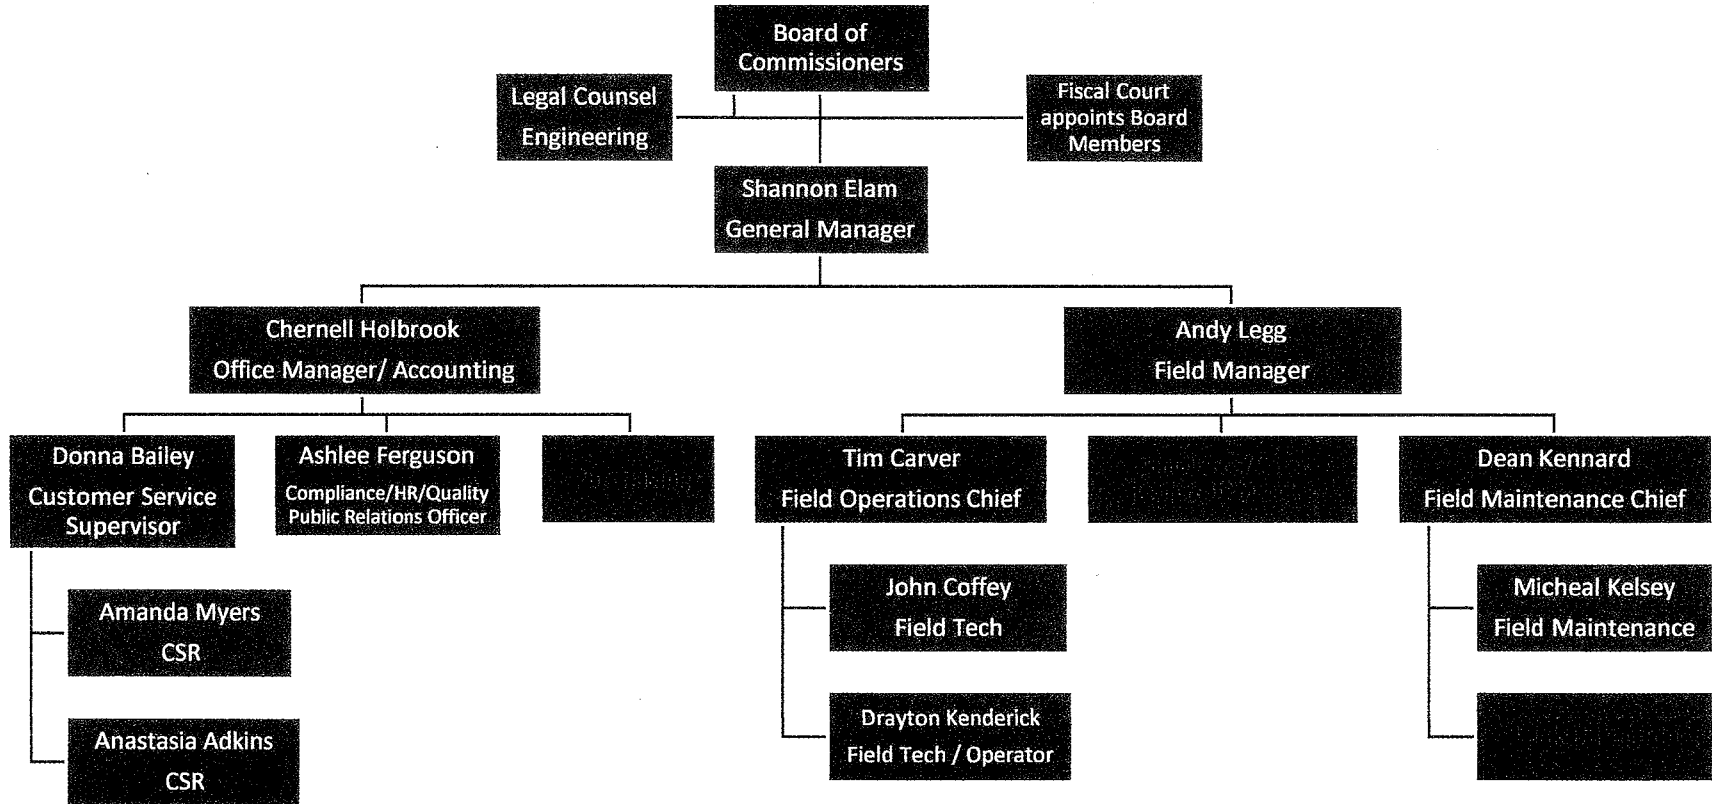 Board of
Commissioners
Legal Counsel
Engineering
Fiscal Court
appoints Board
Members
Shannon Elam
General Manager
Chernell Holbrook
Office Manager/ Accounting
Andy Legg
Field Manager
Donna Bailey
Customer Service
Supervisor
Ashlee Ferguson
Compliance/HR/Quality
Public Relations Officer
Tim Carver
Field Operations Chief
Dean Kennard
Field Maintenance Chief
Amanda Myers
CSR
Anastasia Adkins
CSR
John Coffey
Field Tech
Drayton Kenderick
Field Tech / Operator
Micheal Kelsey
Field Maintenance